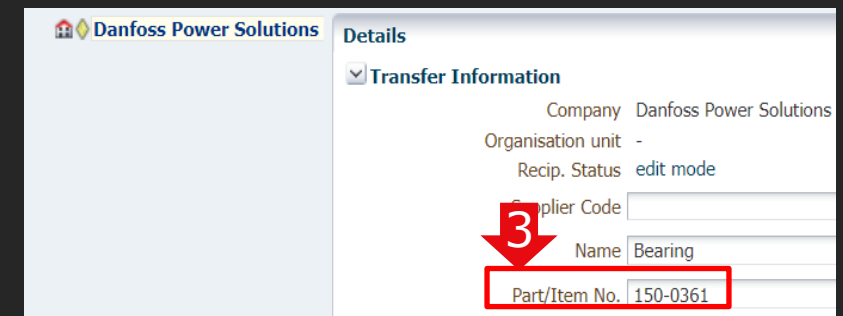 Danfoss Power Solutions
Details
Transfer Information
Company Danfoss Power Solutions
Organisation unit -
Recip. Status edit mode
plier Code
3
Name Bearing
Part/Item No. 150-0361